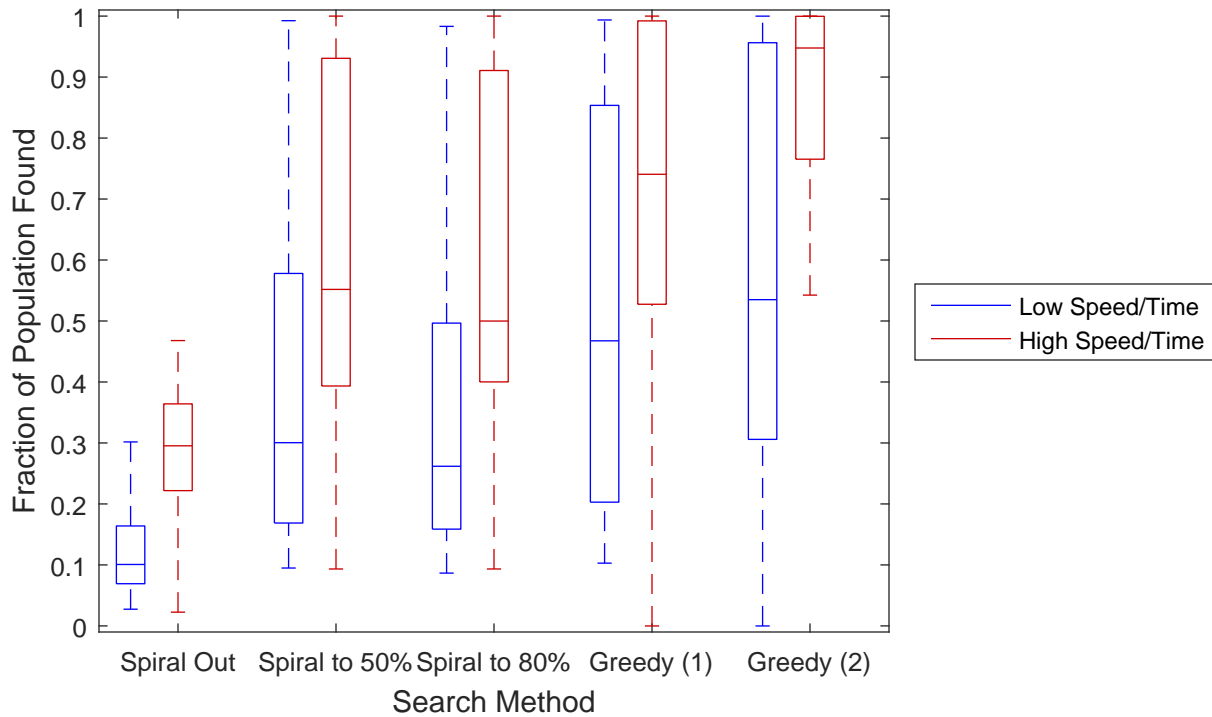 1
0.9
0.8
0.7
0.6
0.5
0.4
0.3
0.2
0.1
0
Fraction of Population Found
Spiral Out
Spiral to 50%
Spiral to 80%
Greedy (1)
Greedy (2)
Search Method
Low Speed/Time
High Speed/Time